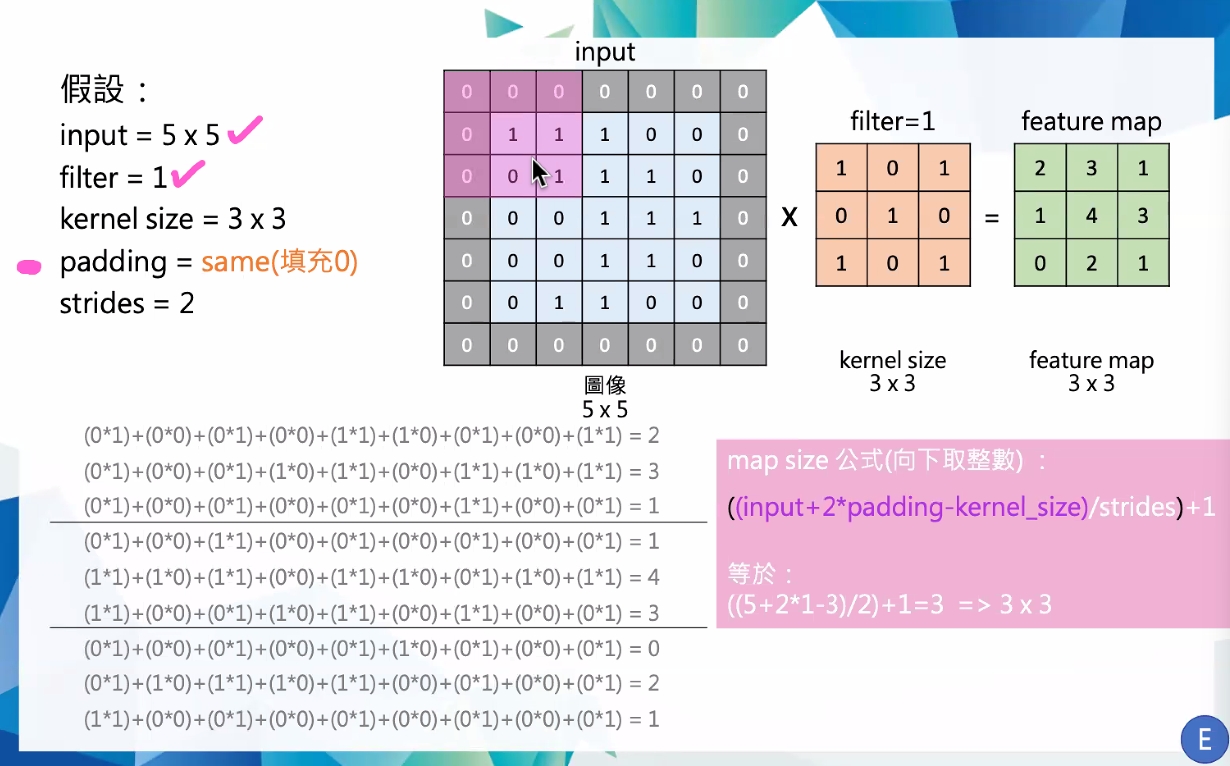 假設：
input = 5 x 5
filter = 1
kernel size = 3 x 3
padding = same(填充0)
strides = 2
input
0 0 0 0 0 0 0
0 1 1 1 0 0 0
0 0 1 1 1 0 0
0 0 0 1 1 1 0
0 0 0 1 1 0 0
0 0 1 1 0 0 0
0 0 0 0 0 0 0
圖像
5 x 5
X
filter=1
1 0 1
0 1 0
1 0 1
kernel size
3 x 3
=
feature map
2 3 1
1 4 3
0 2 1
feature map
3 x 3
(0*1)+(0*0)+(0*1)+(0*0)+(1*1)+(1*0)+(0*1)+(0*0)+(1*1) = 2
(0*1)+(0*0)+(0*1)+(1*0)+(1*1)+(0*0)+(1*1)+(1*0)+(1*1) = 3
(0*1)+(0*0)+(0*1)+(0*0)+(0*1)+(0*0)+(1*1)+(0*0)+(0*1) = 1
(0*1)+(0*0)+(1*1)+(0*0)+(0*1)+(0*0)+(0*1)+(0*0)+(0*1) = 1
(1*1)+(1*0)+(1*1)+(0*0)+(1*1)+(1*0)+(0*1)+(1*0)+(1*1) = 4
(1*1)+(0*0)+(0*1)+(1*0)+(1*1)+(0*0)+(1*1)+(0*0)+(0*1) = 3
(0*1)+(0*0)+(0*1)+(0*0)+(0*1)+(1*0)+(0*1)+(0*0)+(0*1) = 0
(0*1)+(1*0)+(1*1)+(1*0)+(1*1)+(0*0)+(0*1)+(0*0)+(0*1) = 2
(1*1)+(0*0)+(0*1)+(0*0)+(0*1)+(0*0)+(0*1)+(0*0)+(0*1) = 1
map size 公式(向下取整數) ：
((input+2*padding-kernel_size)/strides)+1
等於：
((5+2*1-3)/2)+1=3 => 3 x 3
E